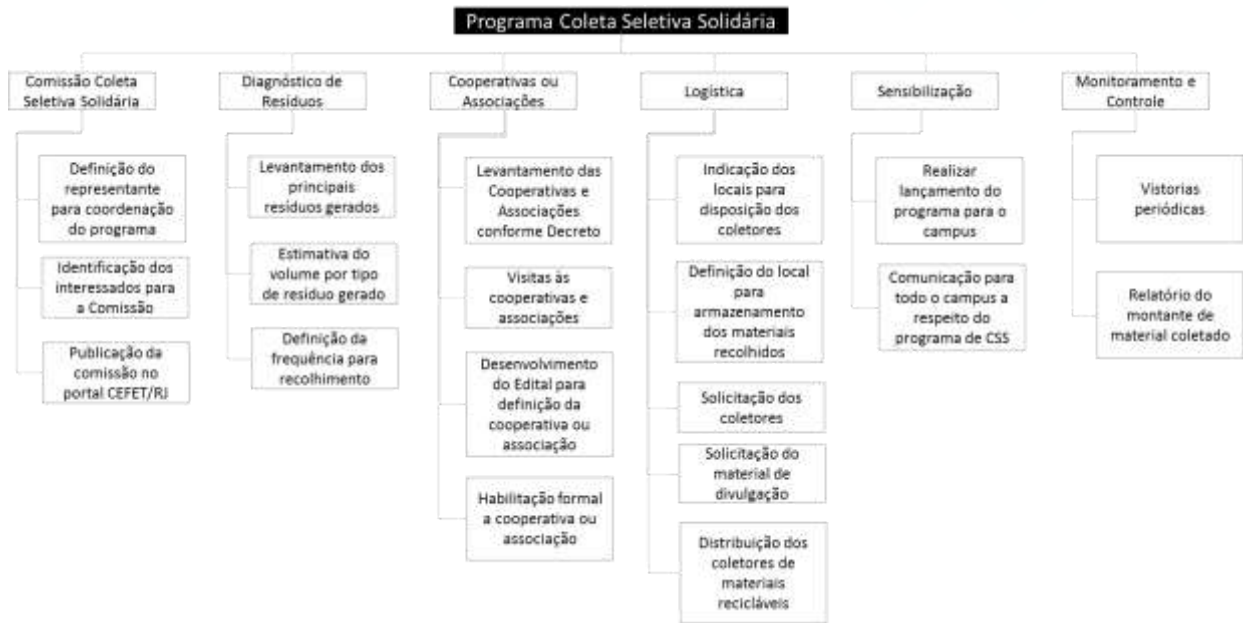 Programa Coleta Seletiva Solidária
Comissão Coleta
Seletiva Solidária
Definição do
representante
para coordenação
do programa
Identificação dos
interessados para
a Comissão
Publicação da
comissão no
portal CEFET/RJ
Diagnóstico de
Resíduos
Levantamento dos
principais
resíduos gerados
Estimativa do
volume por tipo
de resíduo gerado
Definição da
frequência para
recolhimento
Cooperativas ou
Associações
Levantamento das
Cooperativas e
Associações
conforme Decreto
Visitas às
cooperativas e
associações
Desenvolvimento
do Edital para
definição da
cooperativa ou
associação
Habilitação formal
a cooperativa ou
associação
Logística
Indicação dos
locais para
disposição dos
coletores
Definição do local
para
armazenamento
dos materiais
recolhidos
Solicitação dos
coletores
Solicitação do
material de
divulgação
Distribuição dos
coletores de
materiais
recicláveis
Sensibilização
Realizar
lançamento do
programa para o
campus
Comunicação para
todo o campus a
respeito do
programa de CSS
Monitoramento e
Controle
Vistorias
periódicas
Relatório do
montante de
material coletado